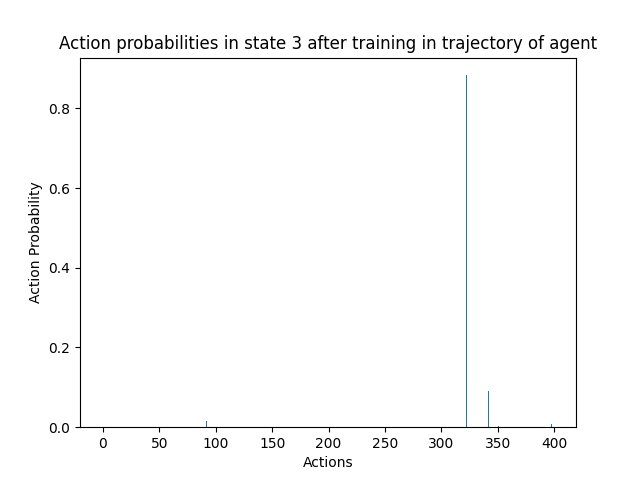 Action probabilities in state 3 after training in trajectory of agent
0.8
0.6
0.4
0.2
0.0
Action Probability
0 50 100 150 200 250 300 350 400
Actions